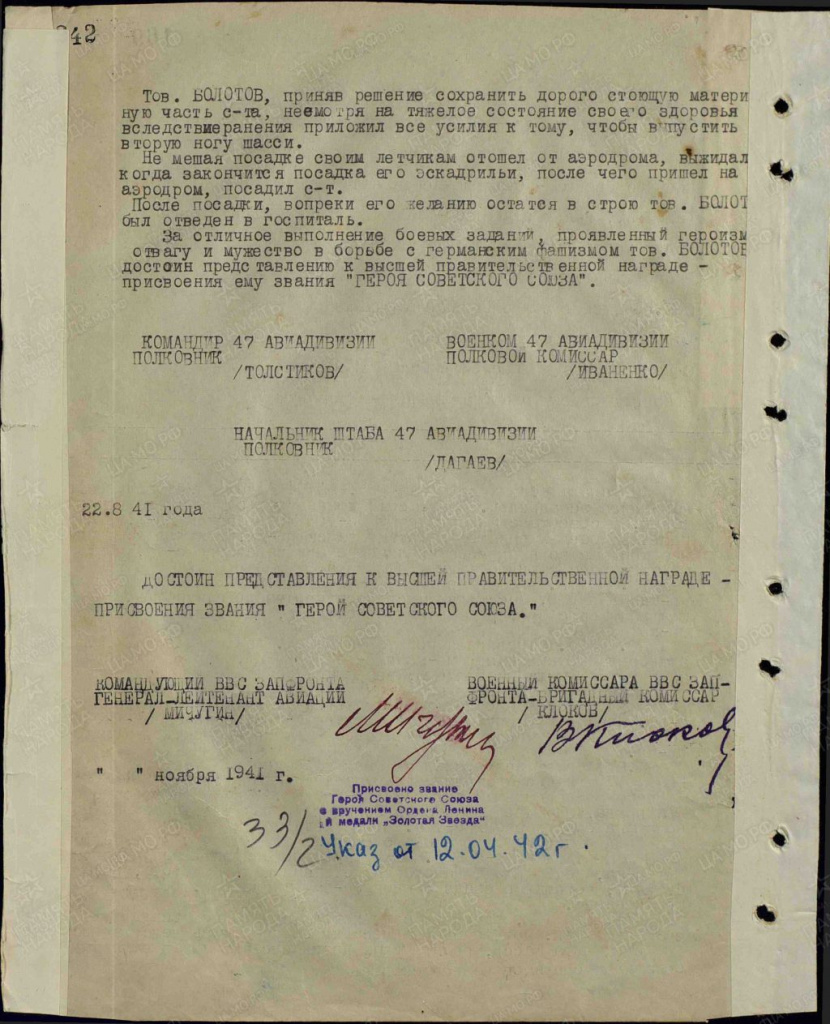 42
Тов. БОЛОТОВ, приняв решение сохранить дорого стоющую матери
ную часть с-та, неемотря на тяжелое состояние своего здоровья
вследствиеранения приложил все усилия к тому, чтобы выпустить
вторую ногу шасси.
Не мешая посадке своим летчикам отошел от аэродрома, выжидал
когда закончится посадка его эскадрильи, после чего пришел на
аэродром, посадил с-т.
После посадки, вопреки его желанию остатся в строю тов. БОЛОТ
был отведен в госпиталь.
За отличное выполнение боевых заданий, проявленный героизм
отвагу и мужество в борьбе с германским фашизмом тов. БОЛОТОВ
достоин представлению к высшей правительственной награде -
присвоения ему звания "ГЕРОЯ СОВЕТСКОГО СОЮЗА".
КОМАНДИР 47 АВИАДИВИЗИИ ВОЕНКОМ 47 АВИАДИВИЗИИ
ПОЛКОВНИК ПОЛКОВОЙ КОМИССАР
/ТОЛСТИКОВ/ /ИВАНЕНКО/
НАЧАЛЬНИК ШТАБА 47 АВИАДИВИЗИИ
ПОЛКОВНИК
/ДАГАЕВ/
22.8 41 года
ДОСТОИН ПРЕДСТАВЛЕНИЯ К ВЫСШЕЙ ПРАВИТЕЛЬСТВЕННОЙ НАГРАДЕ -
ПРИСВОЕНИЯ ЗВАНИЯ " ГЕРОЙ СОВЕТСКОГО СОЮЗА."
КОМАНДУЮЩИЙ ВВС ЗАПФРОНТА ВОЕННЫЙ КОМИССАРА ВВС ЗАП-
ГЕНЕРАЛ-ЛЕЙТЕНАНТ АВИАЦИИ ФРОНТА-БРИГАДНЫЙ КОМИССАР
/ МИЧУГИН/ / КЛОКОВ/
" " ноября 1941 г.
Присвоено звание
Героя Советского Союза
с вручением Ордена Ленина
и медали „Золотая Звезда"
33/2
Указ от 12.04.42г.